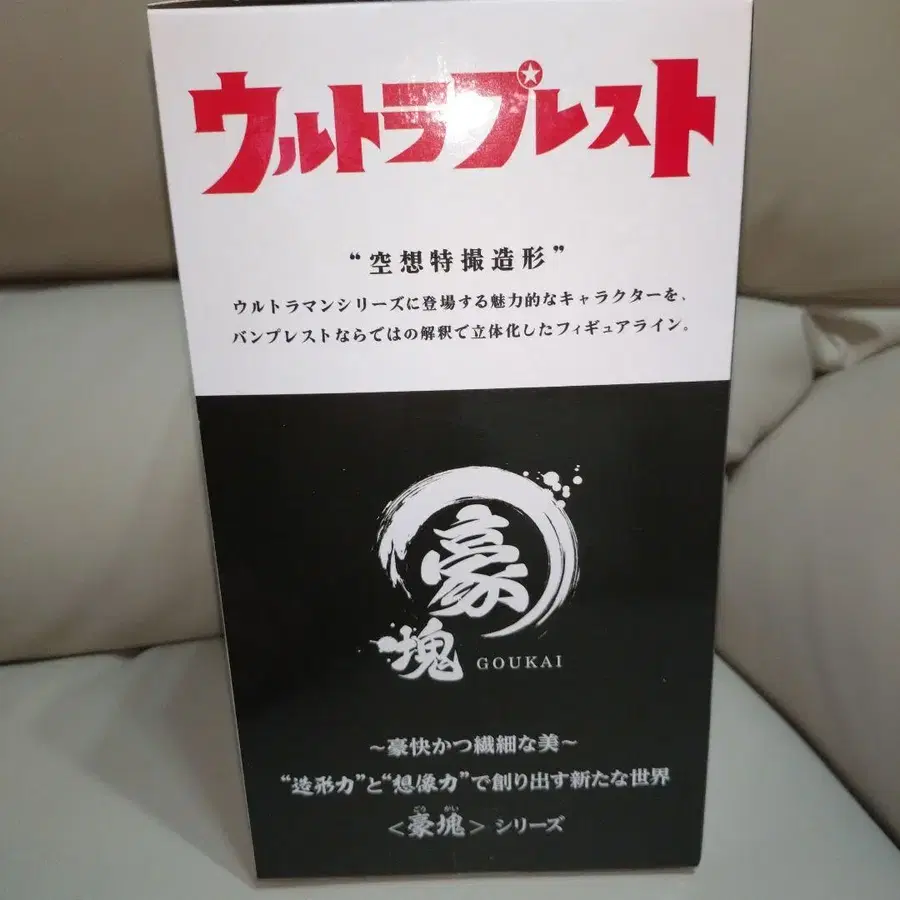 ウルトラプレスト
“空想特撮造形”
ウルトラマンシリーズに登場する魅力的なキャラクターを、
バンプレストならではの解釈で立体化したフィギュアライン。
豪
塊 GOUKAI
～豪快かつ繊細な美～
“造形力”と“想像力”で創り出す新たな世界
ごう かい
＜豪塊＞シリーズ